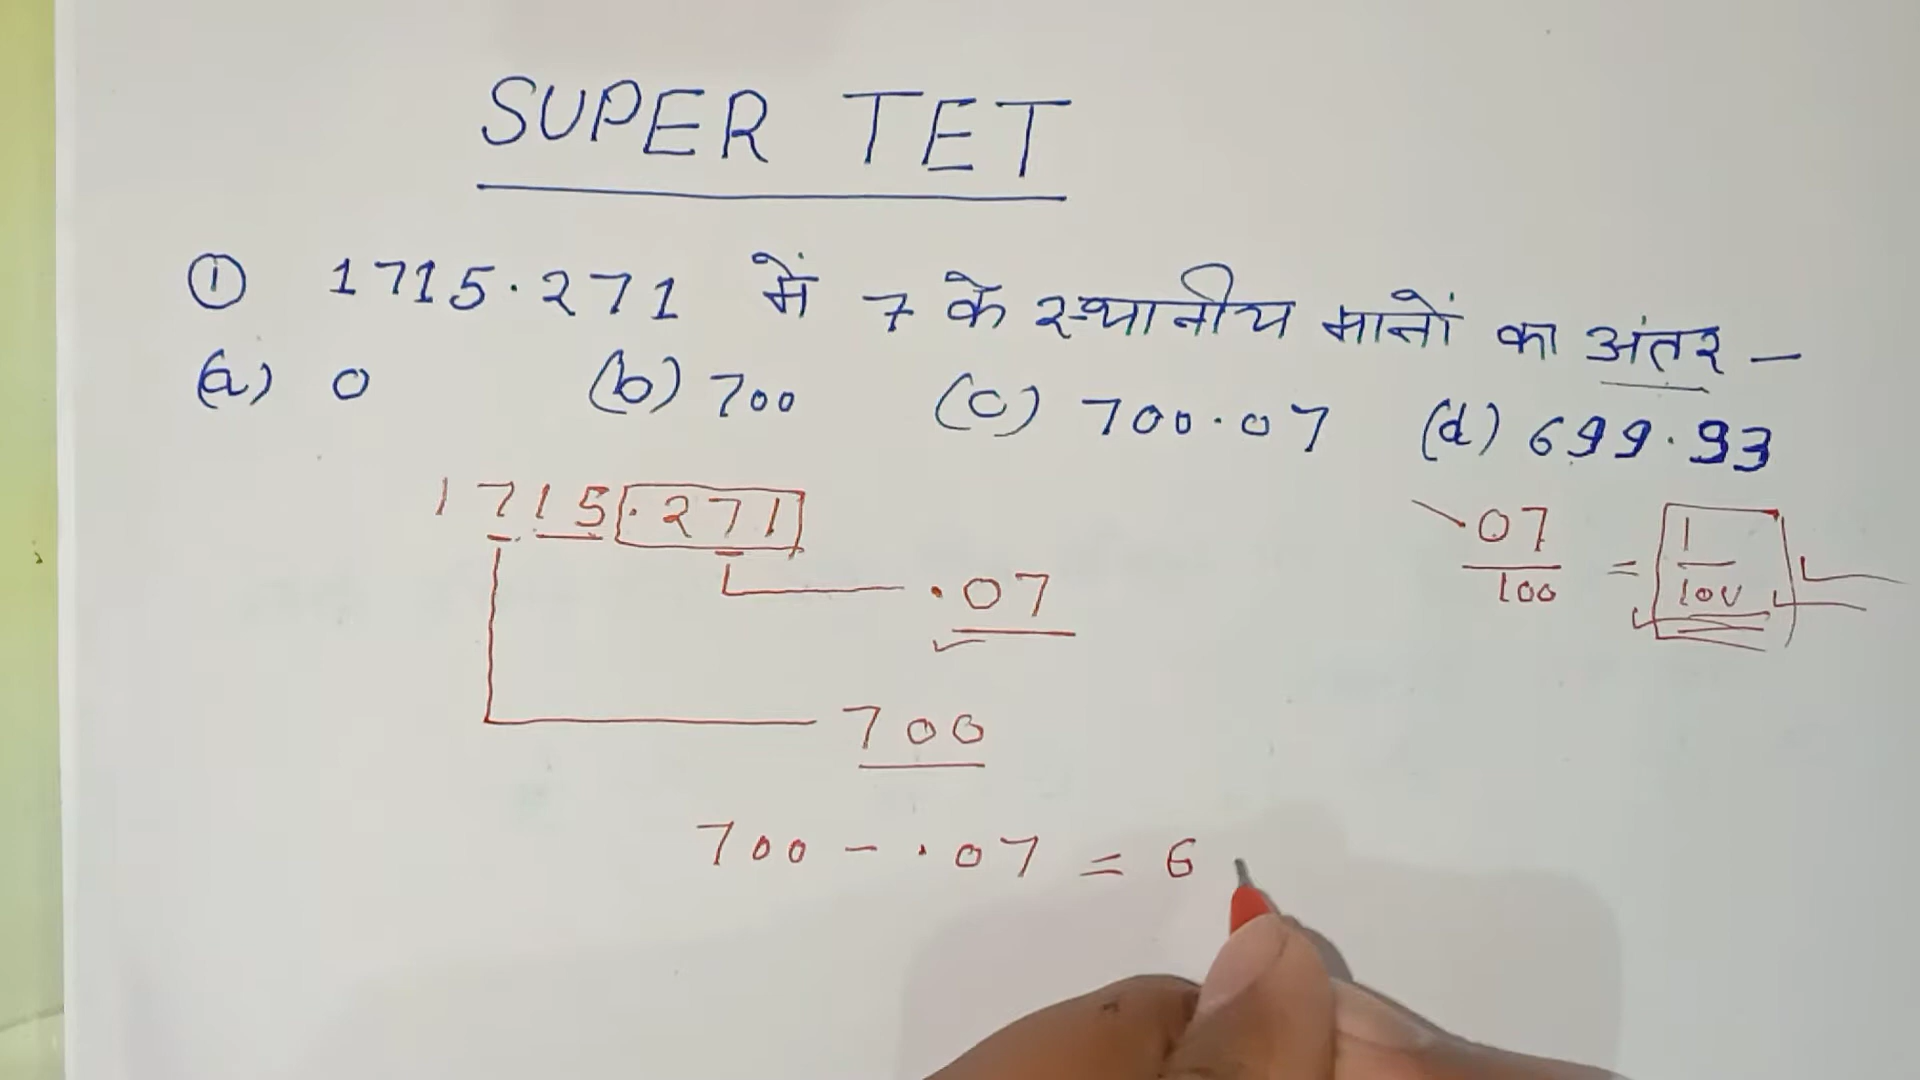 SUPER TET
① 1715.271 में 7 के स्थानीय मानों का अंतर –
(a) 0 (b) 700 (c) 700.07 (d) 699.93
1715.271
.07
.07/100 = 1/100
700
700 - .07 = 6